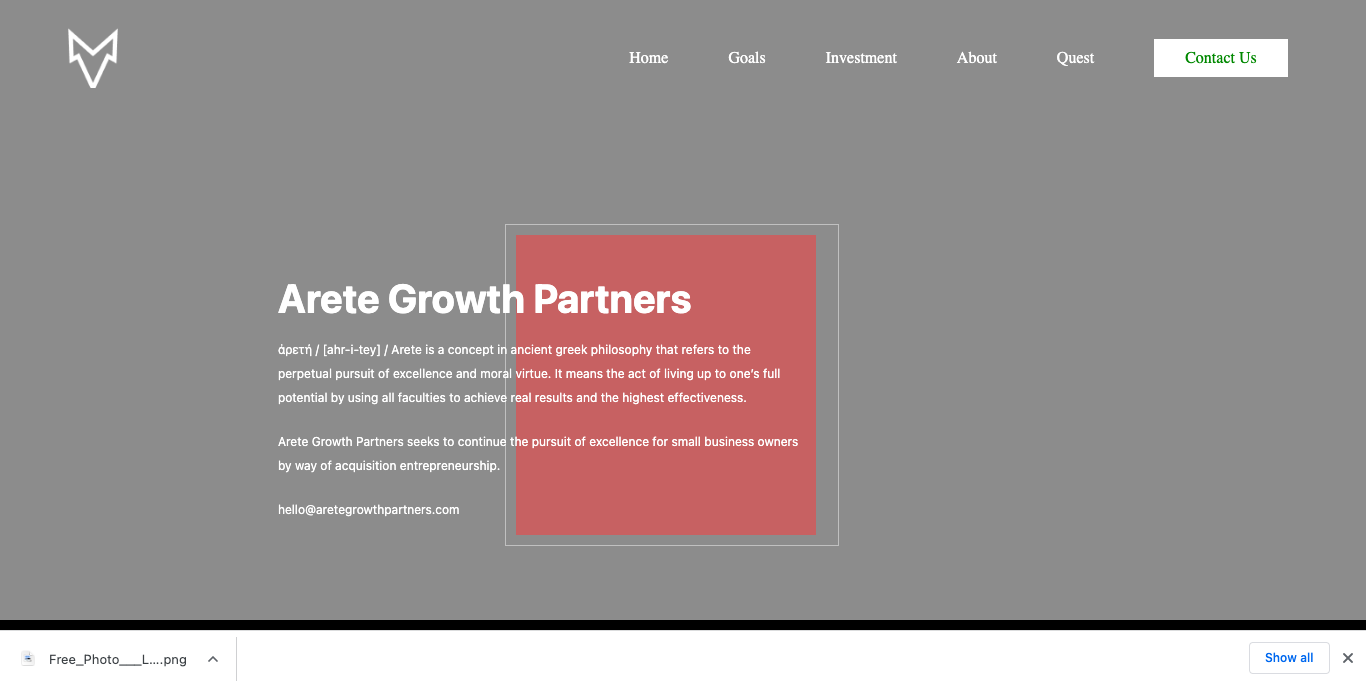 Home
Goals
Investment
About
Quest
Contact Us
Arete Growth Partners
ἀρετή / [ahr-i-tey] / Arete is a concept in ancient greek philosophy that refers to the
perpetual pursuit of excellence and moral virtue. It means the act of living up to one's full
potential by using all faculties to achieve real results and the highest effectiveness.
Arete Growth Partners seeks to continue the pursuit of excellence for small business owners
by way of acquisition entrepreneurship.
hello@aretegrowthpartners.com
Free_Photo___L....png
Show all